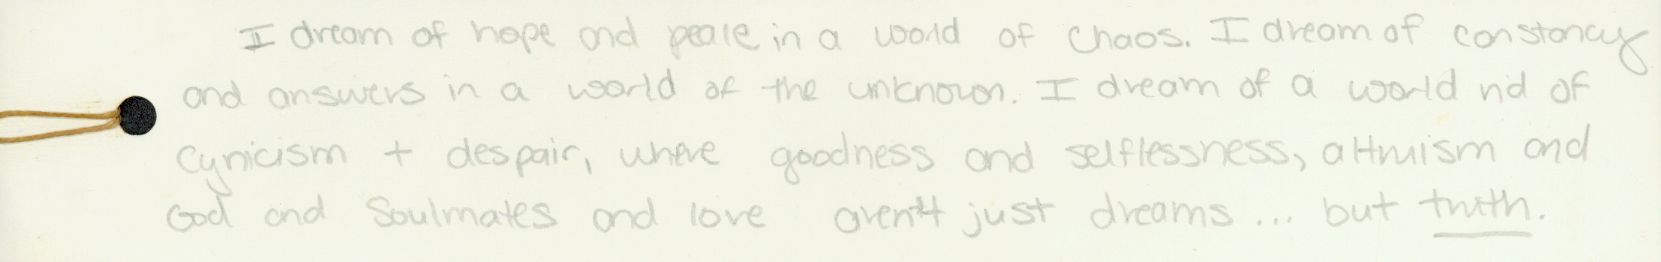 I dream of hope and peace in a world of chaos. I dream of constancy
and answers in a world of the unknown. I dream of a world rid of
cynicism + despair, where goodness and selflessness, altruism and
God and Soulmates and love aren't just dreams... but truth.